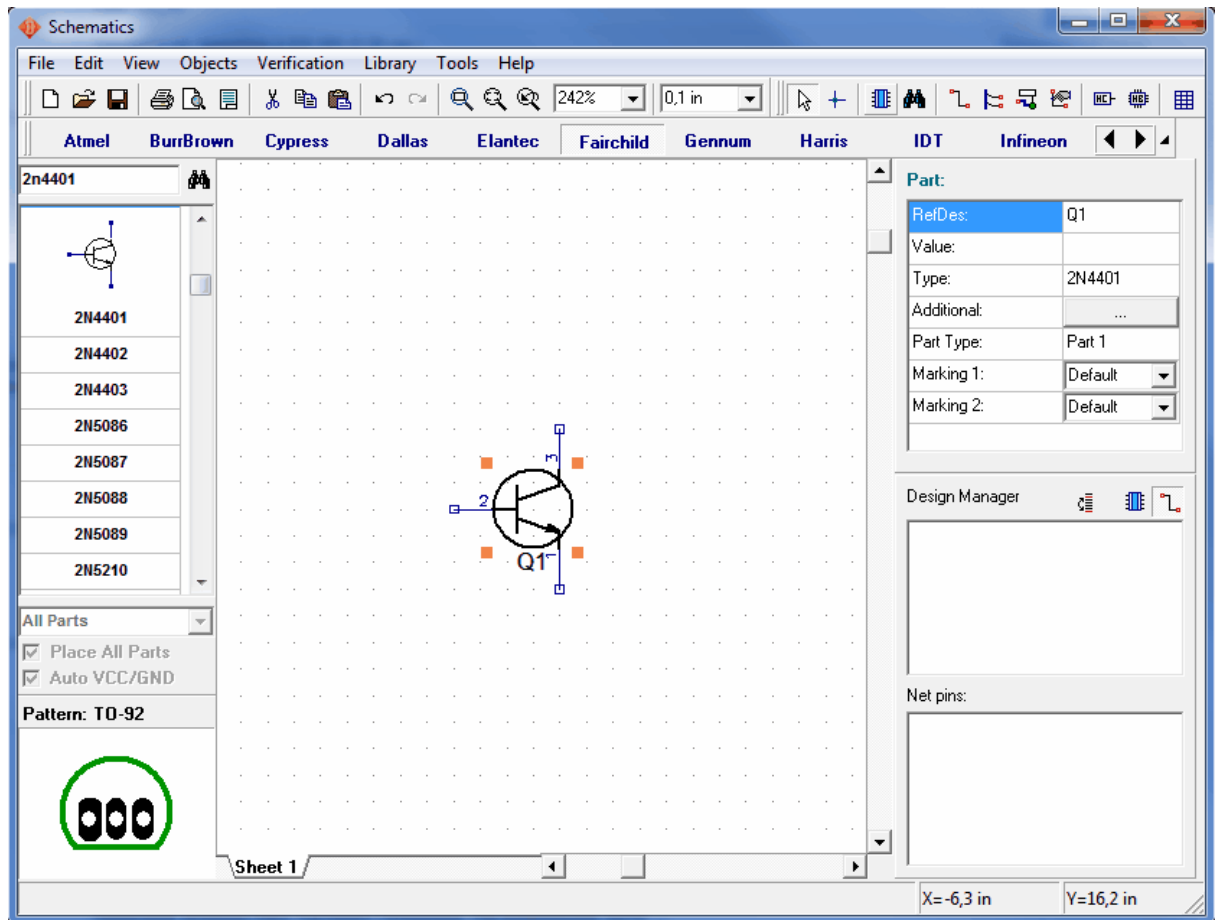 Schematics
File Edit View Objects Verification Library Tools Help
242% 0,1 in
Atmel BurrBrown Cypress Dallas Elantec Fairchild Gennum Harris IDT Infineon
2n4401
2N4401
2N4402
2N4403
2N5086
2N5087
2N5088
2N5089
2N5210
All Parts
Place All Parts
Auto VCC/GND
Pattern: TO-92
3
2
1
Q1
Sheet 1
Part:
RefDes: Q1
Value:
Type: 2N4401
Additional: ...
Part Type: Part 1
Marking 1: Default
Marking 2: Default
Design Manager
Net pins:
X=-6,3 in Y=16,2 in